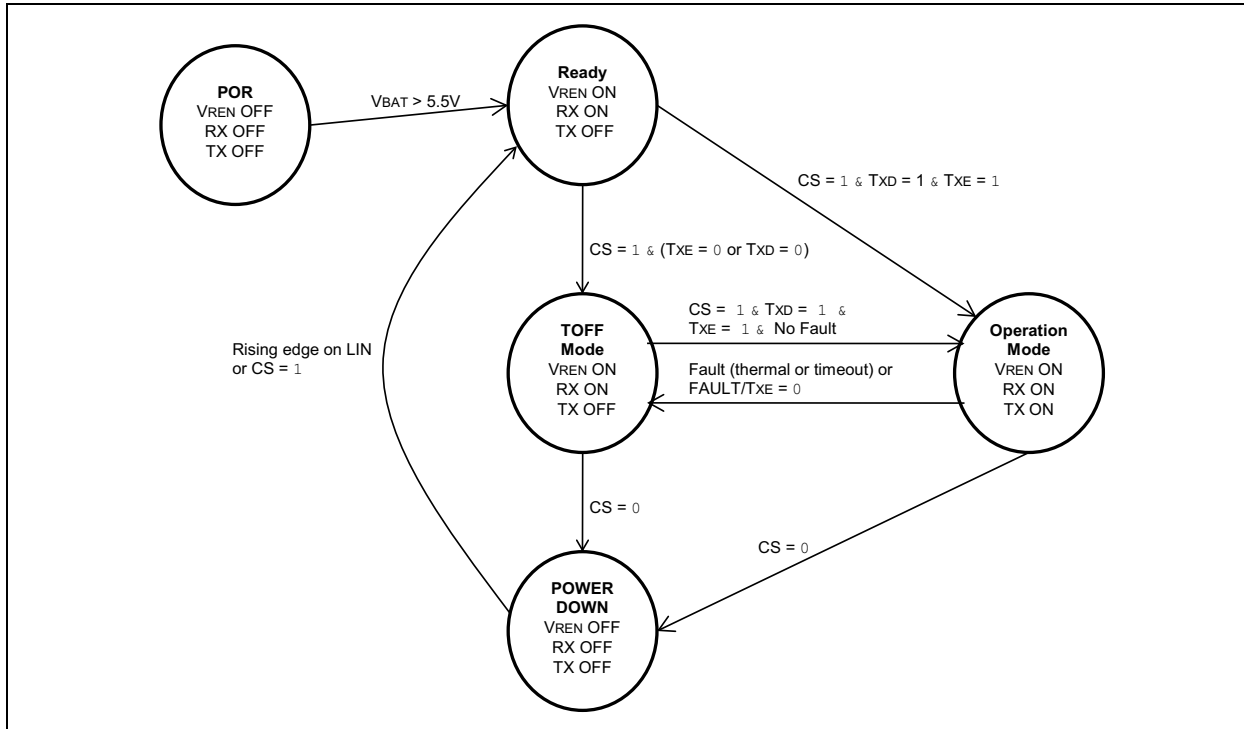 POR
VREN OFF
RX OFF
TX OFF
VBAT > 5.5V
Ready
VREN ON
RX ON
TX OFF
CS = 1 & TXD = 1 & TXE = 1
CS = 1 & (TXE = 0 or TXD = 0)
Rising edge on LIN
or CS = 1
TOFF
Mode
VREN ON
RX ON
TX OFF
CS = 1 & TXD = 1 &
TXE = 1 & No Fault
Fault (thermal or timeout) or
FAULT/TXE = 0
Operation
Mode
VREN ON
RX ON
TX ON
CS = 0
CS = 0
POWER
DOWN
VREN OFF
RX OFF
TX OFF